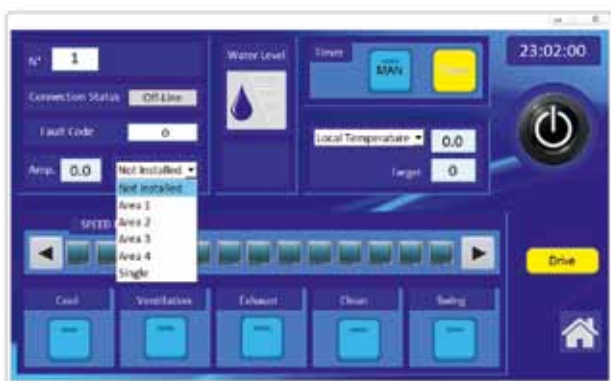 N° 1
Connection Status Off-Line
Fault Code 0
Amp. 0.0 Not Installed
Not Installed
Area 1
Area 2
Area 3
Area 4
Single
Water Level
Timer
MAN
23:02:00
Local Temperature 0.0
Target 0
SPEED
Drive
Cool
Ventilation
Exhaust
Clean
Swing